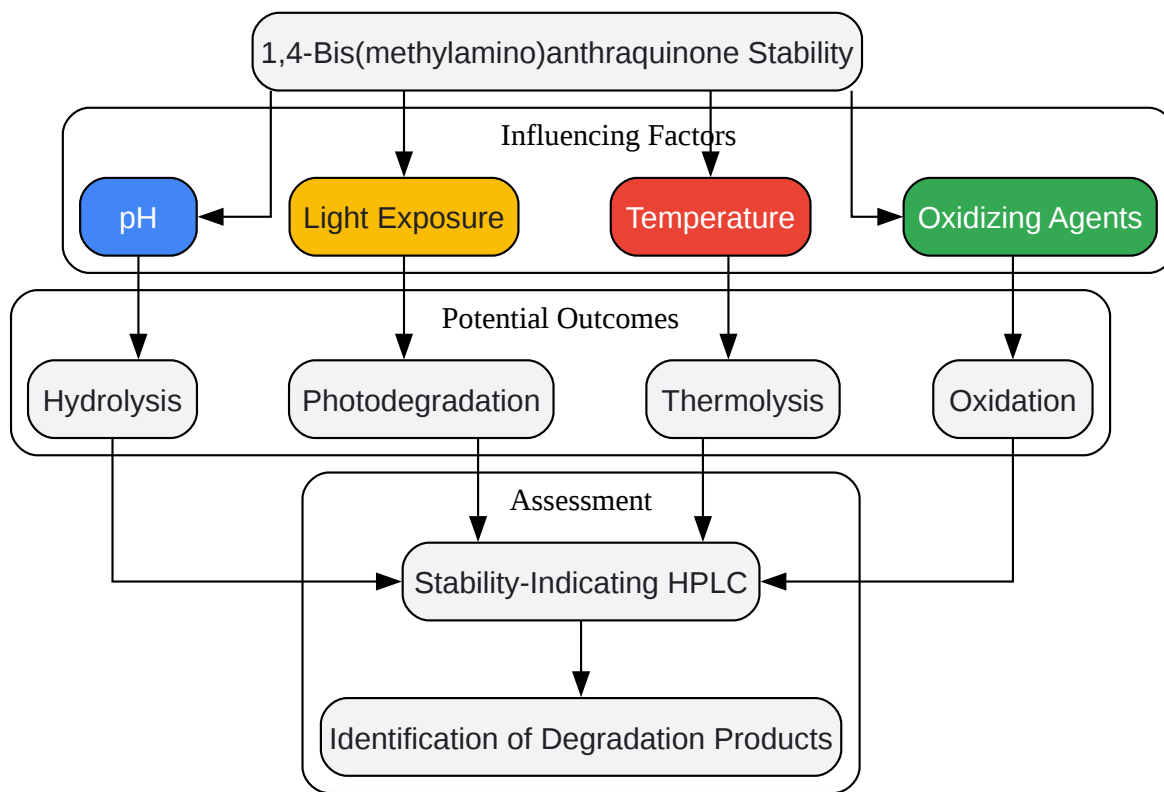 1,4-Bis(methylamino)anthraquinone Stability
Influencing Factors
pH
Light Exposure
Temperature
Oxidizing Agents
Potential Outcomes
Hydrolysis
Photodegradation
Thermolysis
Oxidation
Assessment
Stability-Indicating HPLC
Identification of Degradation Products